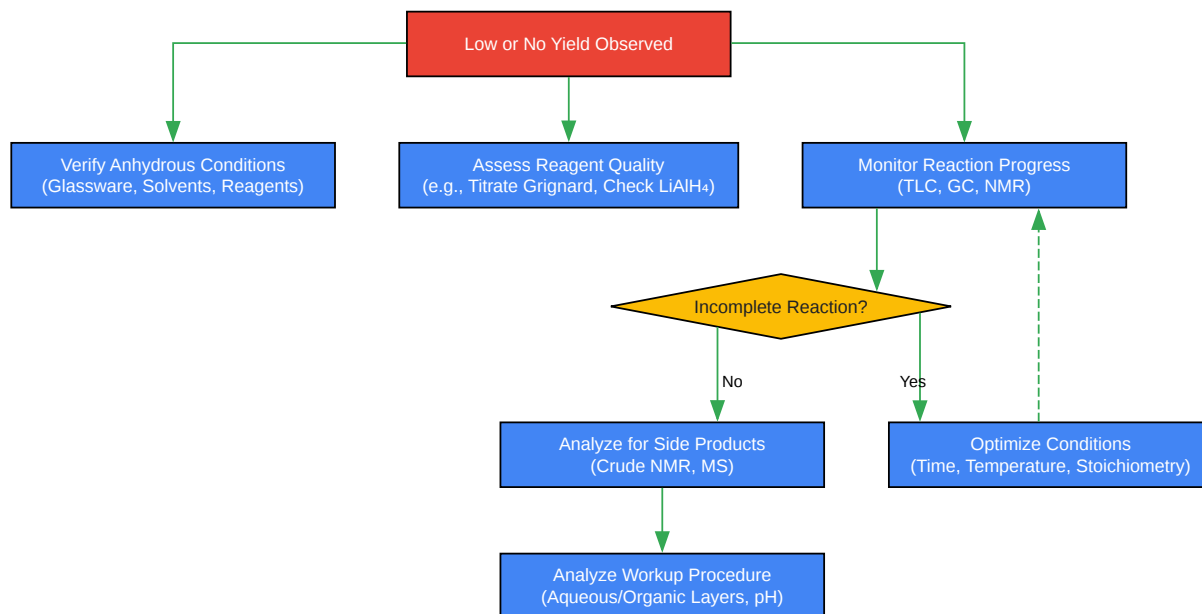 Low or No Yield Observed
Verify Anhydrous Conditions
(Glassware, Solvents, Reagents)
Assess Reagent Quality
(e.g., Titrate Grignard, Check LiAlH₄)
Monitor Reaction Progress
(TLC, GC, NMR)
Incomplete Reaction?
No
Yes
Analyze for Side Products
(Crude NMR, MS)
Optimize Conditions
(Time, Temperature, Stoichiometry)
Analyze Workup Procedure
(Aqueous/Organic Layers, pH)